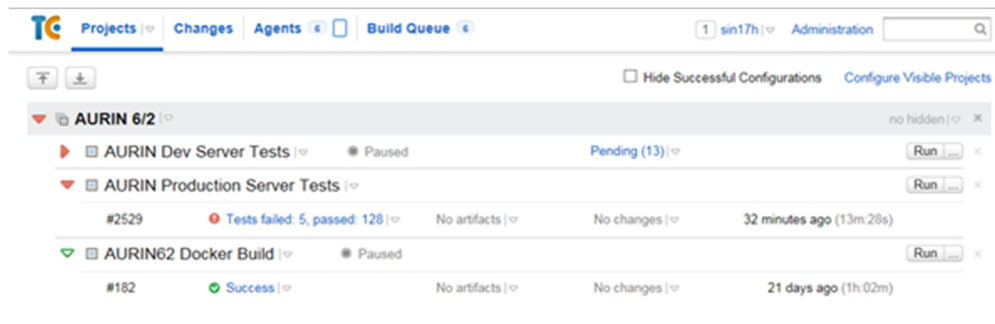 TC Projects Changes Agents 6 Build Queue 6 1 sin17h Administration
Hide Successful Configurations Configure Visible Projects
AURIN 6/2 no hidden
AURIN Dev Server Tests Paused Pending (13) Run ...
AURIN Production Server Tests Run ...
#2529 Tests failed: 5, passed: 128 No artifacts No changes 32 minutes ago (13m:28s)
AURIN62 Docker Build Paused Run ...
#182 Success No artifacts No changes 21 days ago (1h:02m)